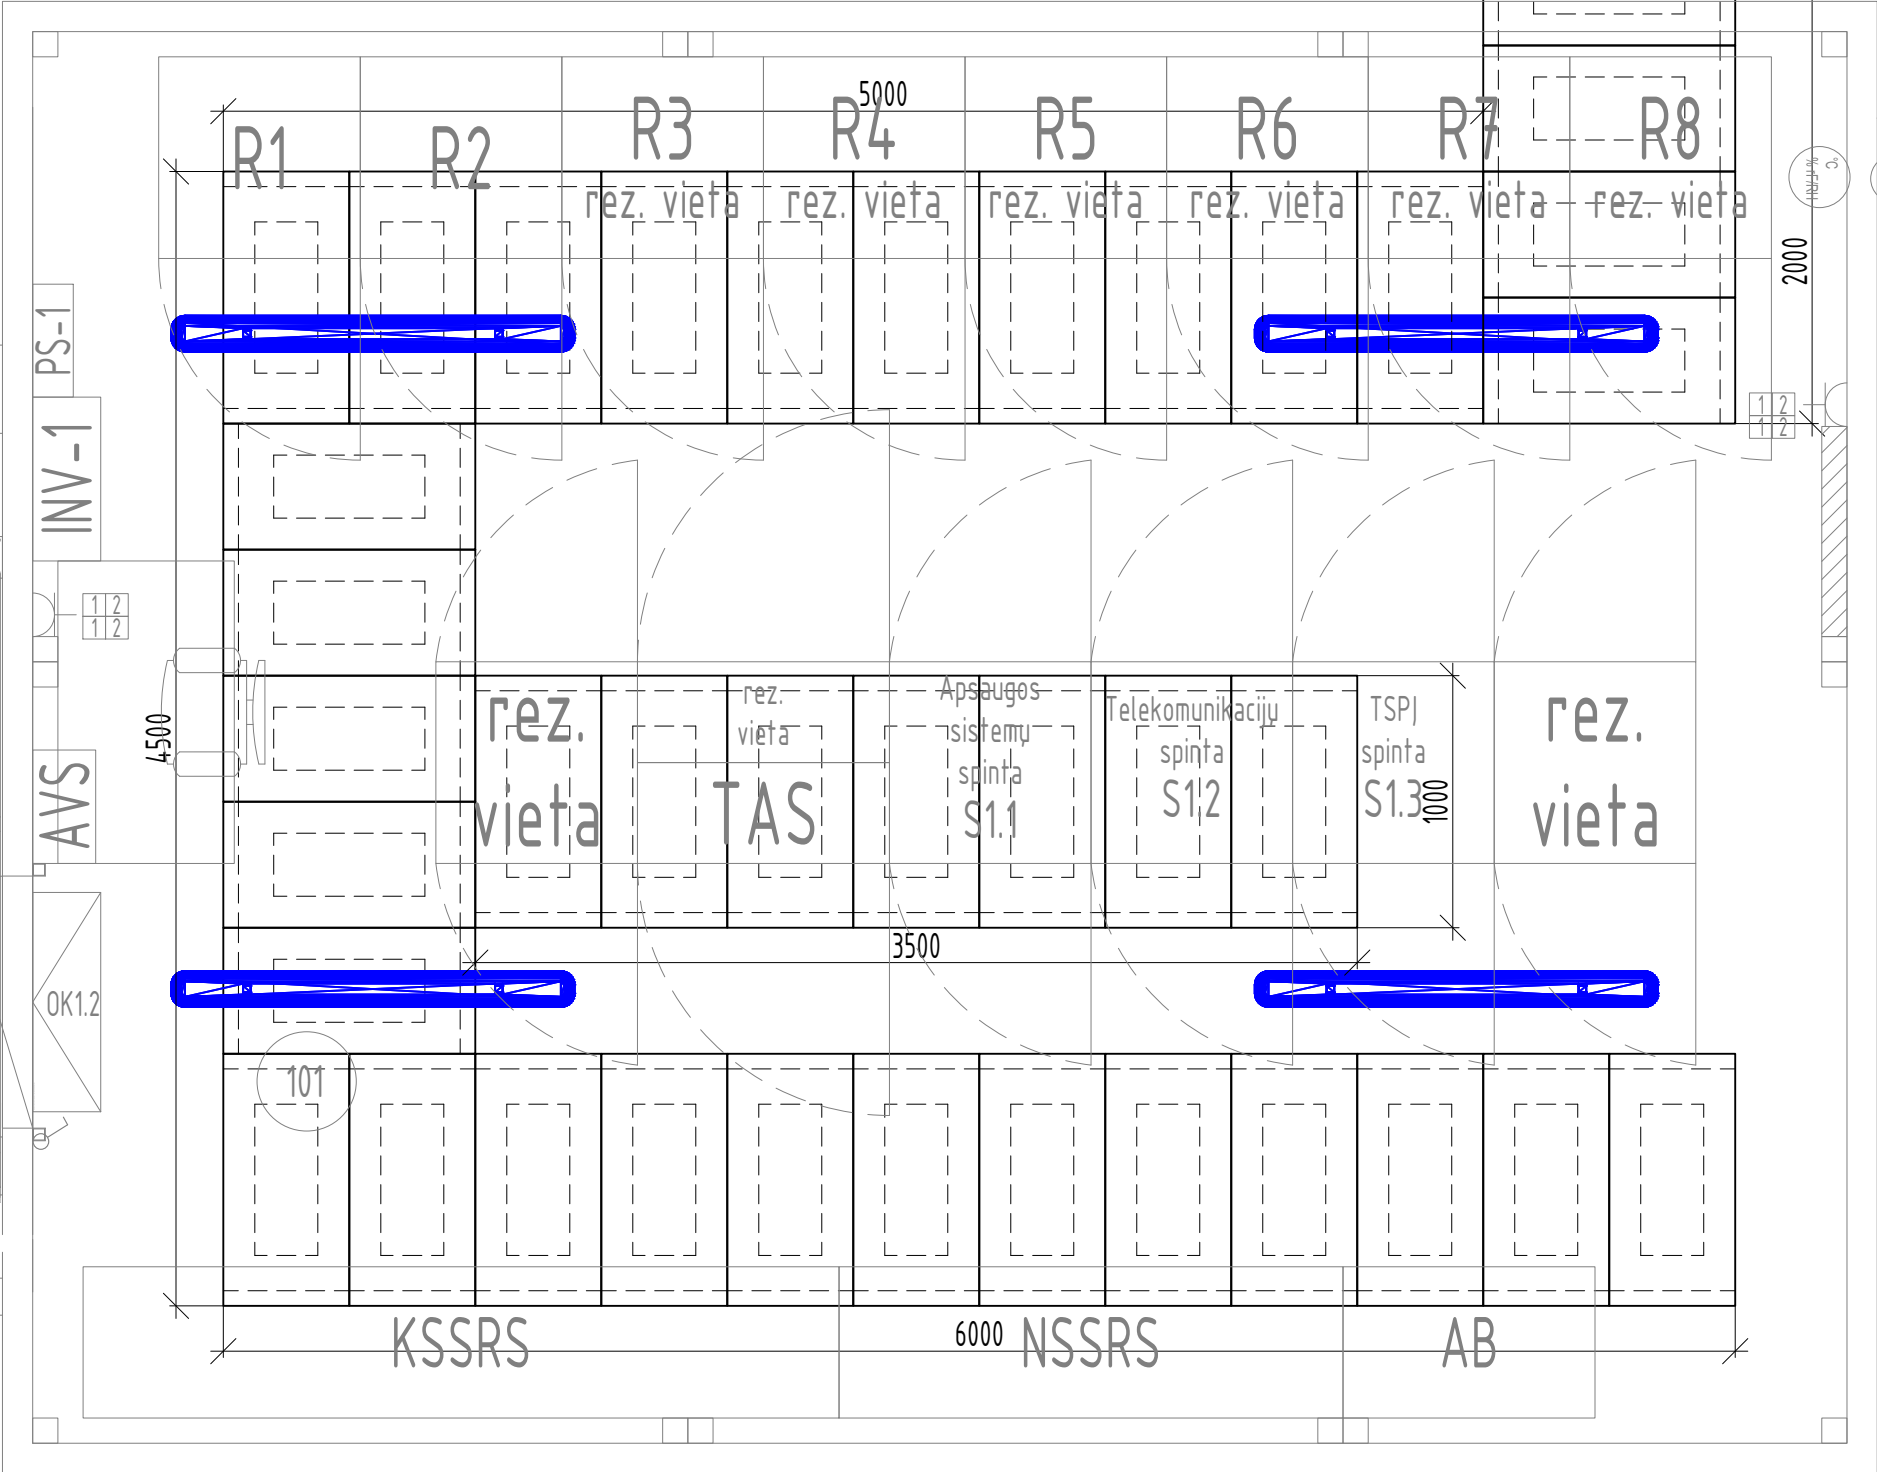 5000
R1
R2
R3
R4
R5
R6
R7
R8
rez. vieta
rez. vieta
rez. vieta
rez. vieta
rez. vieta
rez. vieta
°C
% rF/RH
2000
PS-1
INV-1
1 2
1 2
1 2
1 2
4500
AVS
OK1.2
rez.
vieta
rez.
vieta
TAS
Apsaugos
sistemų
spinta
S1.1
Telekomunikacijų
spinta
S1.2
TSPĮ
spinta
S1.3
1000
rez.
vieta
3500
101
KSSRS
6000
NSSRS
AB